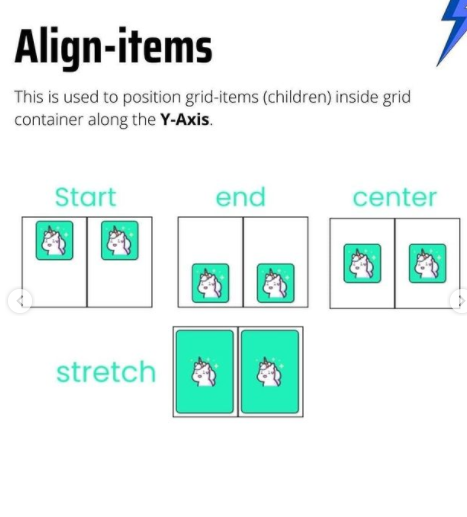 Align-items
This is used to position grid-items (children) inside grid
container along the Y-Axis.
Start end center
stretch